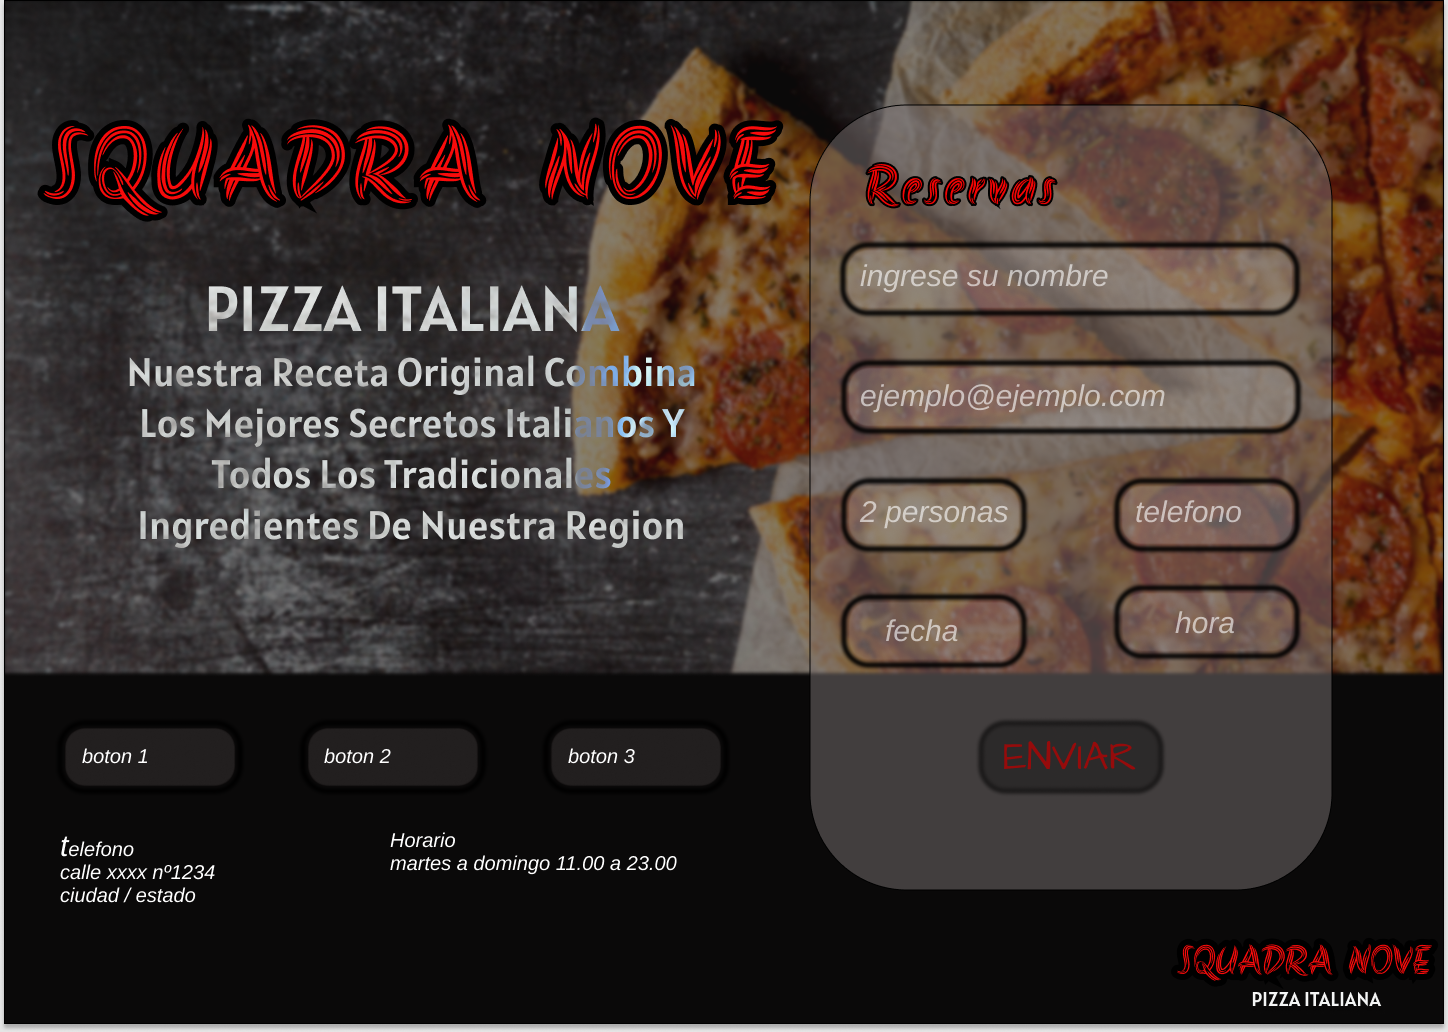 SQUADRA NOVE
PIZZA ITALIANA
Nuestra Receta Original Combina
Los Mejores Secretos Italianos Y
Todos Los Tradicionales
Ingredientes De Nuestra Region
Reservas
ingrese su nombre
ejemplo@ejemplo.com
2 personas
telefono
fecha
hora
ENVIAR
boton 1
boton 2
boton 3
telefono
calle xxxx nº1234
ciudad / estado
Horario
martes a domingo 11.00 a 23.00
SQUADRA NOVE
PIZZA ITALIANA